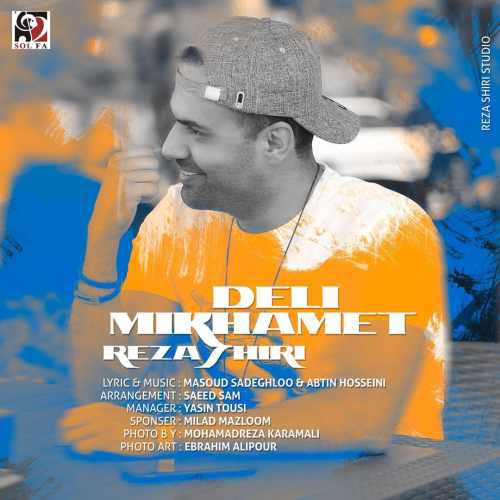 SOL FA
REZA SHIRI STUDIO
DELI
MIKHAMET
REZA SHIRI
LYRIC & MUSIC : MASOUD SADEGHLOO & ABTIN HOSSEINI
ARRANGEMENT : SAEED SAM
MANAGER : YASIN TOUSI
SPONSER : MILAD MAZLOOM
PHOTO B Y : MOHAMADREZA KARAMALI
PHOTO ART : EBRAHIM ALIPOUR